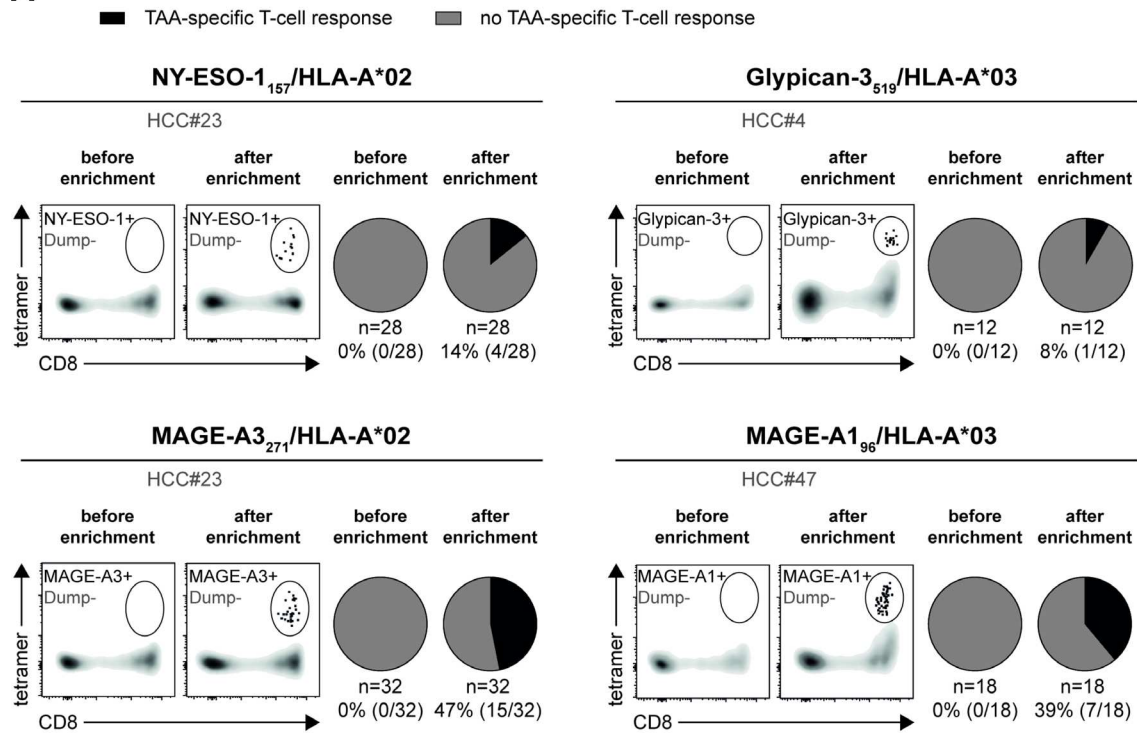 TAA-specific T-cell response
no TAA-specific T-cell response
NY-ESO-1₁₅₇/HLA-A*02
HCC#23
before enrichment
after enrichment
before enrichment
after enrichment
NY-ESO-1+
Dump-
NY-ESO-1+
Dump-
tetramer
CD8
n=28
0% (0/28)
n=28
14% (4/28)
Glypican-3₅₁₉/HLA-A*03
HCC#4
before enrichment
after enrichment
before enrichment
after enrichment
Glypican-3+
Dump-
Glypican-3+
Dump-
tetramer
CD8
n=12
0% (0/12)
n=12
8% (1/12)
MAGE-A3₂₇₁/HLA-A*02
HCC#23
before enrichment
after enrichment
before enrichment
after enrichment
MAGE-A3+
Dump-
MAGE-A3+
Dump-
tetramer
CD8
n=32
0% (0/32)
n=32
47% (15/32)
MAGE-A1₉₆/HLA-A*03
HCC#47
before enrichment
after enrichment
before enrichment
after enrichment
MAGE-A1+
Dump-
MAGE-A1+
Dump-
tetramer
CD8
n=18
0% (0/18)
n=18
39% (7/18)